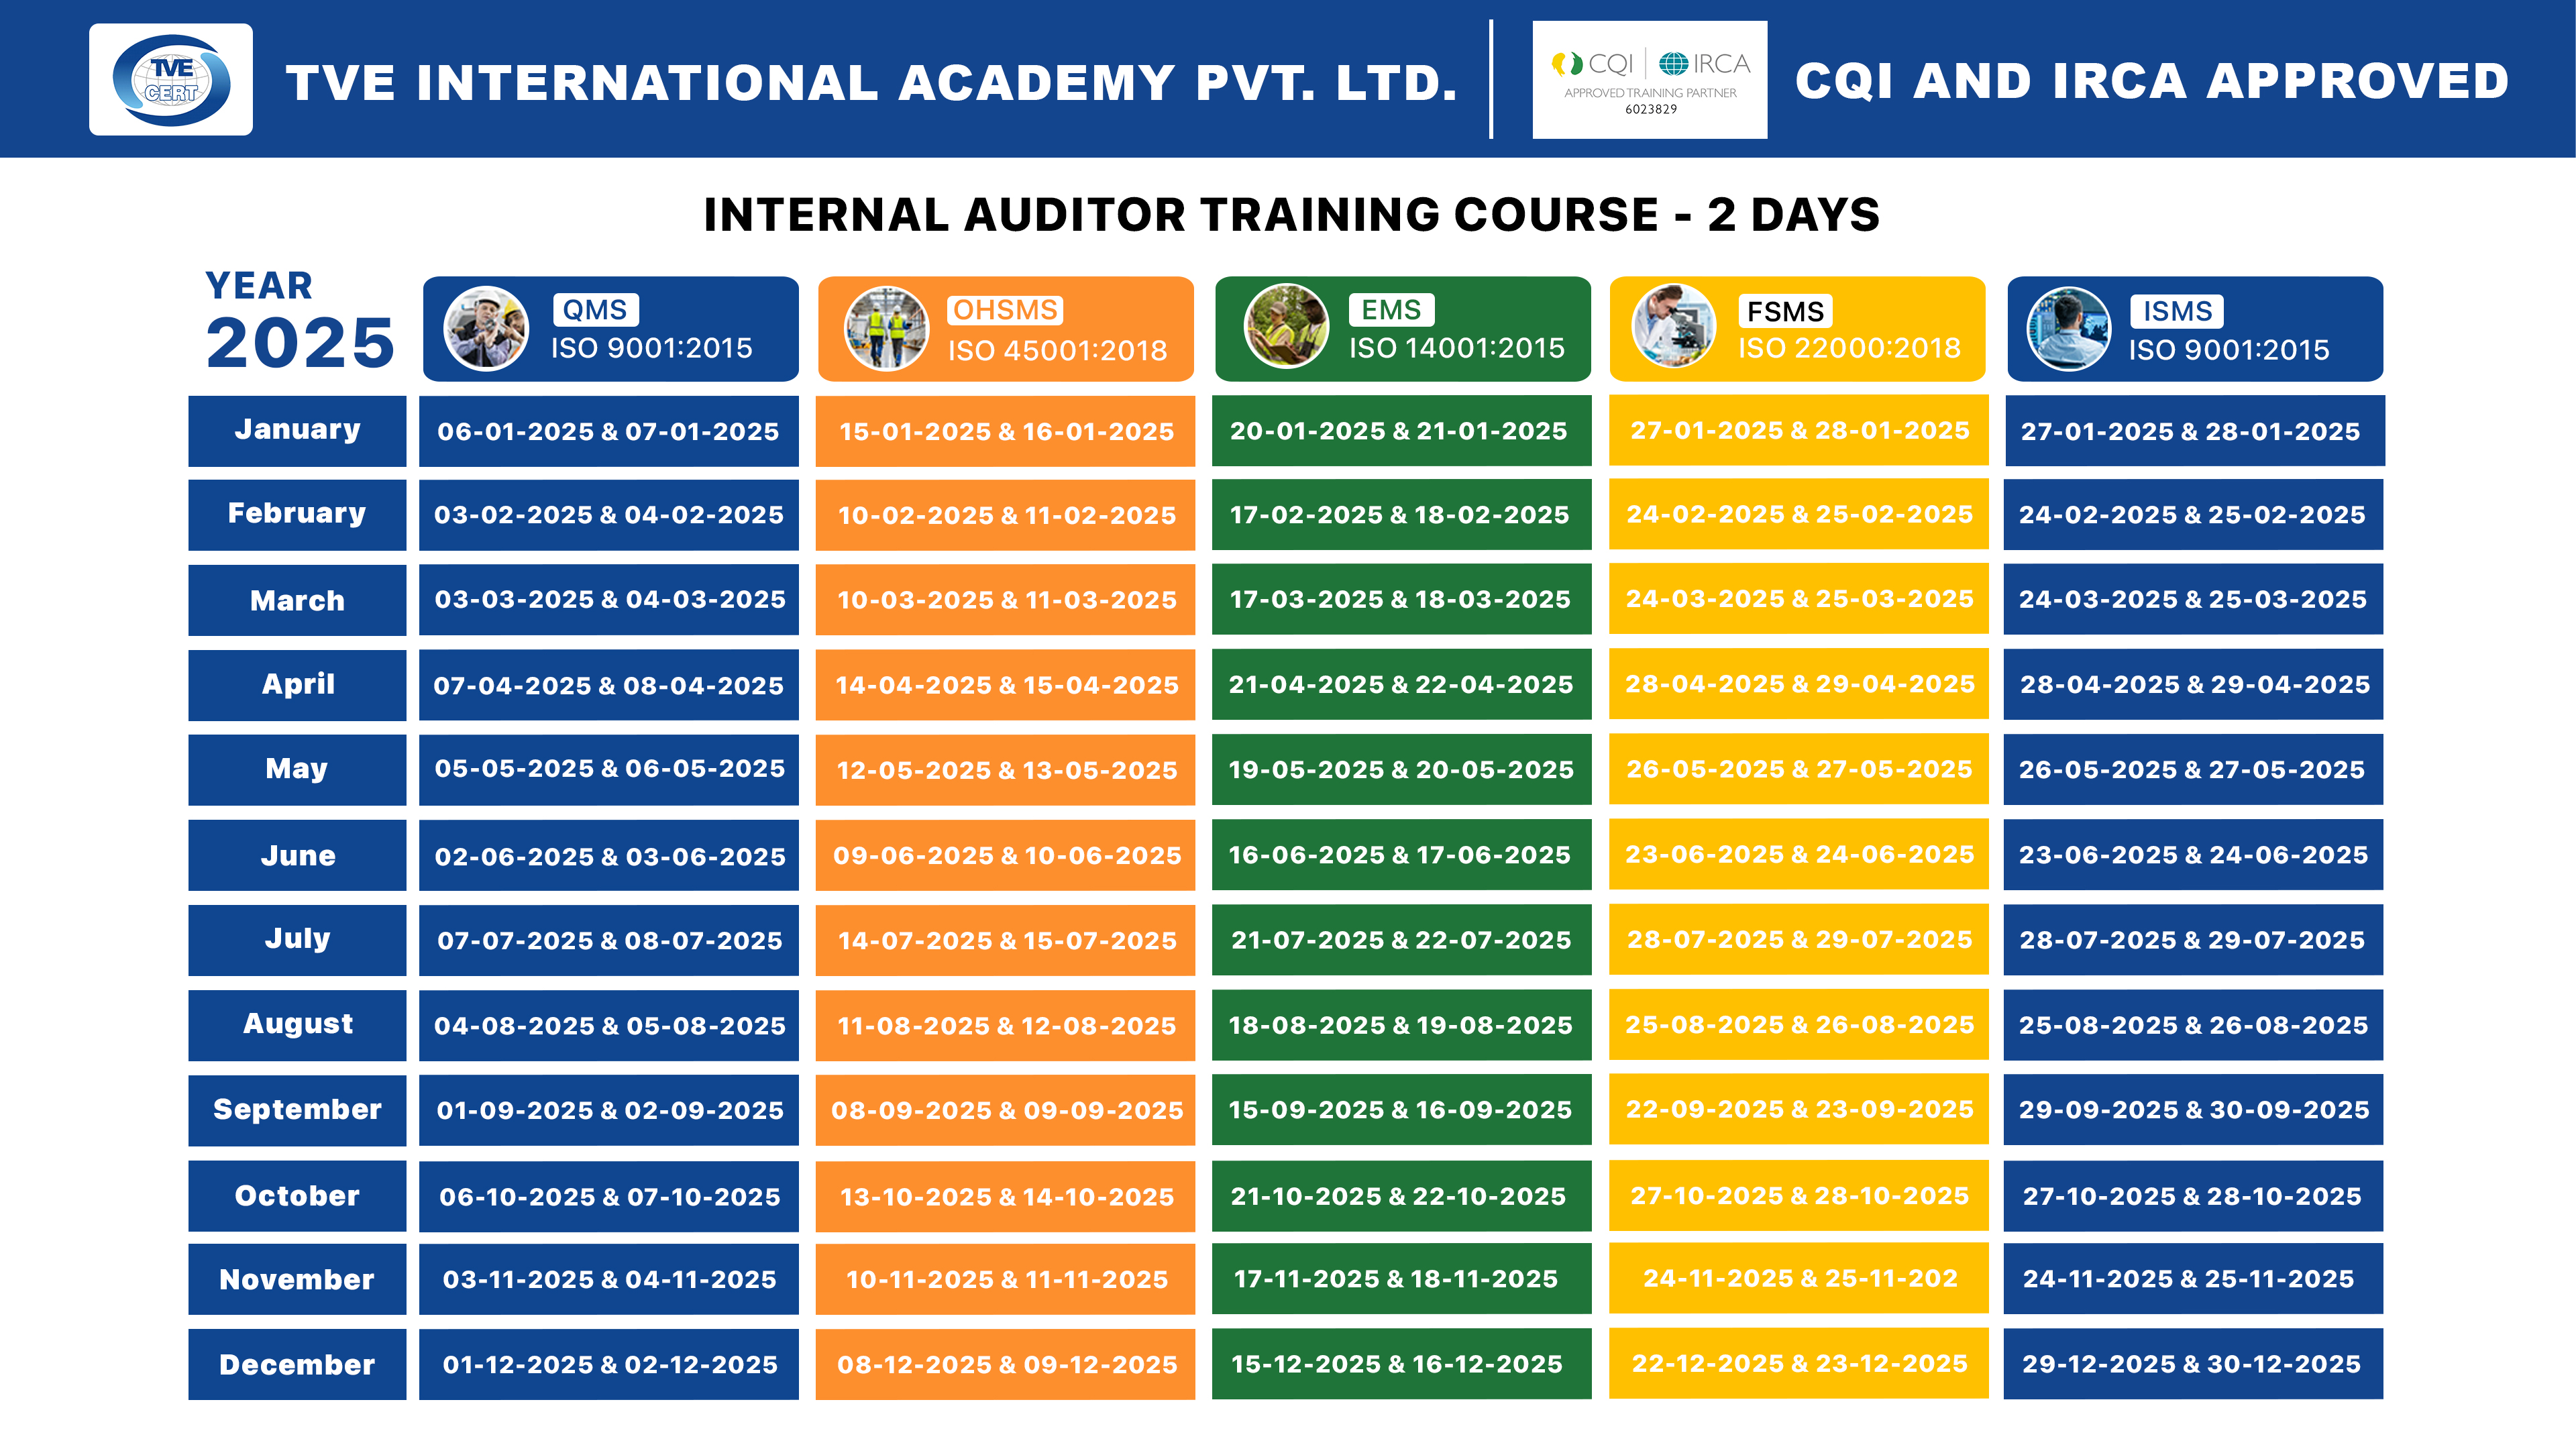 TVE
CERT
TVE INTERNATIONAL ACADEMY PVT. LTD.
CQI IRCA
APPROVED TRAINING PARTNER
6023829
CQI AND IRCA APPROVED
INTERNAL AUDITOR TRAINING COURSE - 2 DAYS
YEAR
2025
QMS
ISO 9001:2015
OHSMS
ISO 45001:2018
EMS
ISO 14001:2015
FSMS
ISO 22000:2018
ISMS
ISO 9001:2015
January 06-01-2025 & 07-01-2025 15-01-2025 & 16-01-2025 20-01-2025 & 21-01-2025 27-01-2025 & 28-01-2025 27-01-2025 & 28-01-2025
February 03-02-2025 & 04-02-2025 10-02-2025 & 11-02-2025 17-02-2025 & 18-02-2025 24-02-2025 & 25-02-2025 24-02-2025 & 25-02-2025
March 03-03-2025 & 04-03-2025 10-03-2025 & 11-03-2025 17-03-2025 & 18-03-2025 24-03-2025 & 25-03-2025 24-03-2025 & 25-03-2025
April 07-04-2025 & 08-04-2025 14-04-2025 & 15-04-2025 21-04-2025 & 22-04-2025 28-04-2025 & 29-04-2025 28-04-2025 & 29-04-2025
May 05-05-2025 & 06-05-2025 12-05-2025 & 13-05-2025 19-05-2025 & 20-05-2025 26-05-2025 & 27-05-2025 26-05-2025 & 27-05-2025
June 02-06-2025 & 03-06-2025 09-06-2025 & 10-06-2025 16-06-2025 & 17-06-2025 23-06-2025 & 24-06-2025 23-06-2025 & 24-06-2025
July 07-07-2025 & 08-07-2025 14-07-2025 & 15-07-2025 21-07-2025 & 22-07-2025 28-07-2025 & 29-07-2025 28-07-2025 & 29-07-2025
August 04-08-2025 & 05-08-2025 11-08-2025 & 12-08-2025 18-08-2025 & 19-08-2025 25-08-2025 & 26-08-2025 25-08-2025 & 26-08-2025
September 01-09-2025 & 02-09-2025 08-09-2025 & 09-09-2025 15-09-2025 & 16-09-2025 22-09-2025 & 23-09-2025 29-09-2025 & 30-09-2025
October 06-10-2025 & 07-10-2025 13-10-2025 & 14-10-2025 21-10-2025 & 22-10-2025 27-10-2025 & 28-10-2025 27-10-2025 & 28-10-2025
November 03-11-2025 & 04-11-2025 10-11-2025 & 11-11-2025 17-11-2025 & 18-11-2025 24-11-2025 & 25-11-202 24-11-2025 & 25-11-2025
December 01-12-2025 & 02-12-2025 08-12-2025 & 09-12-2025 15-12-2025 & 16-12-2025 22-12-2025 & 23-12-2025 29-12-2025 & 30-12-2025